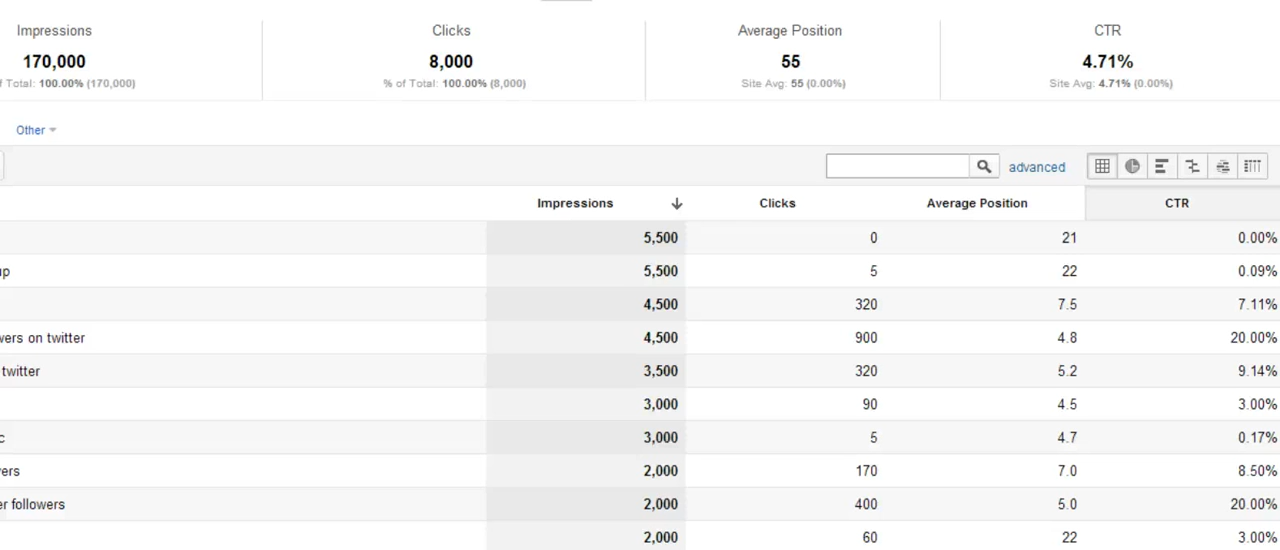 Impressions Clicks Average Position CTR
170,000 8,000 55 4.71%
Total: 100.00% (170,000) % of Total: 100.00% (8,000) Site Avg: 55 (0.00%) Site Avg: 4.71% (0.00%)
Other
advanced
Impressions Clicks Average Position CTR
5,500 0 21 0.00%
up 5,500 5 22 0.09%
4,500 320 7.5 7.11%
wers on twitter 4,500 900 4.8 20.00%
twitter 3,500 320 5.2 9.14%
3,000 90 4.5 3.00%
c 3,000 5 4.7 0.17%
ers 2,000 170 7.0 8.50%
er followers 2,000 400 5.0 20.00%
2,000 60 22 3.00%